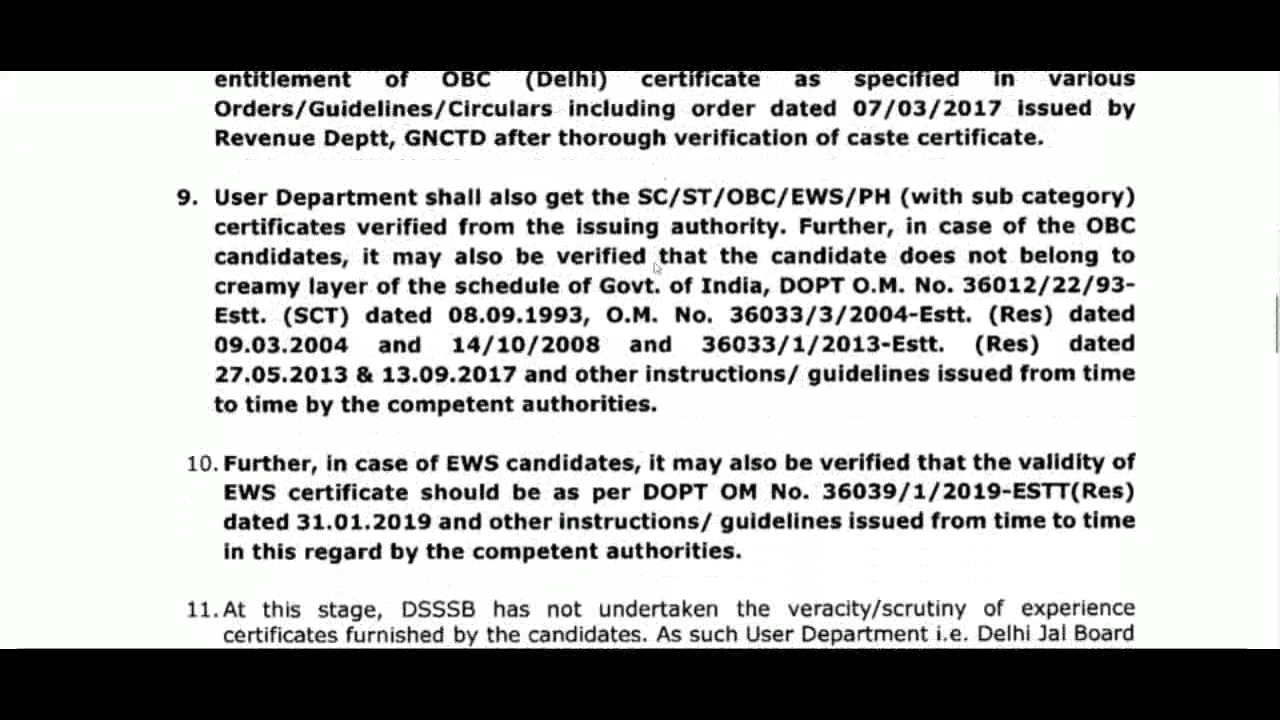 entitlement of OBC (Delhi) certificate as specified in various
Orders/Guidelines/Circulars including order dated 07/03/2017 issued by
Revenue Deptt, GNCTD after thorough verification of caste certificate.
9. User Department shall also get the SC/ST/OBC/EWS/PH (with sub category)
certificates verified from the issuing authority. Further, in case of the OBC
candidates, it may also be verified that the candidate does not belong to
creamy layer of the schedule of Govt. of India, DOPT O.M. No. 36012/22/93-
Estt. (SCT) dated 08.09.1993, O.M. No. 36033/3/2004-Estt. (Res) dated
09.03.2004 and 14/10/2008 and 36033/1/2013-Estt. (Res) dated
27.05.2013 & 13.09.2017 and other instructions/ guidelines issued from time
to time by the competent authorities.
10. Further, in case of EWS candidates, it may also be verified that the validity of
EWS certificate should be as per DOPT OM No. 36039/1/2019-ESTT(Res)
dated 31.01.2019 and other instructions/ guidelines issued from time to time
in this regard by the competent authorities.
11. At this stage, DSSSB has not undertaken the veracity/scrutiny of experience
certificates furnished by the candidates. As such User Department i.e. Delhi Jal Board